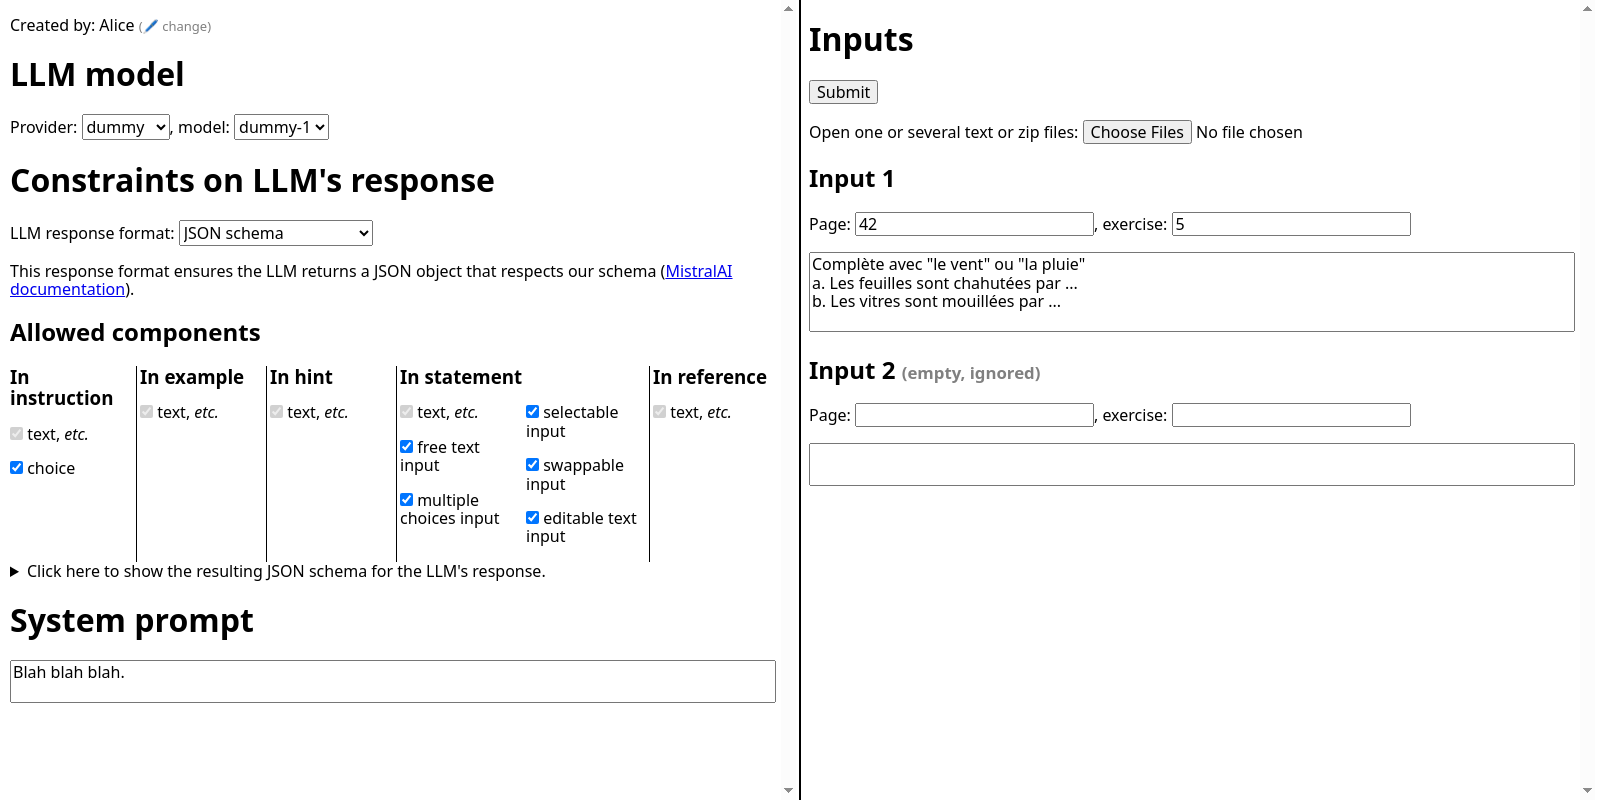 Created by: Alice (🖊️ change)
LLM model
Provider: dummy, model: dummy-1
Constraints on LLM's response
LLM response format: JSON schema
This response format ensures the LLM returns a JSON object that respects our schema (MistralAI
documentation).
Allowed components
In
instruction
text, etc.
choice
In example
text, etc.
In hint
text, etc.
In statement
text, etc.
free text
input
multiple
choices input
selectable
input
swappable
input
editable text
input
In reference
text, etc.
Click here to show the resulting JSON schema for the LLM's response.
System prompt
Blah blah blah.
Inputs
Submit
Open one or several text or zip files: Choose Files No file chosen
Input 1
Page: 42, exercise: 5
Complète avec "le vent" ou "la pluie"
a. Les feuilles sont chahutées par ...
b. Les vitres sont mouillées par ...
Input 2 (empty, ignored)
Page: , exercise: